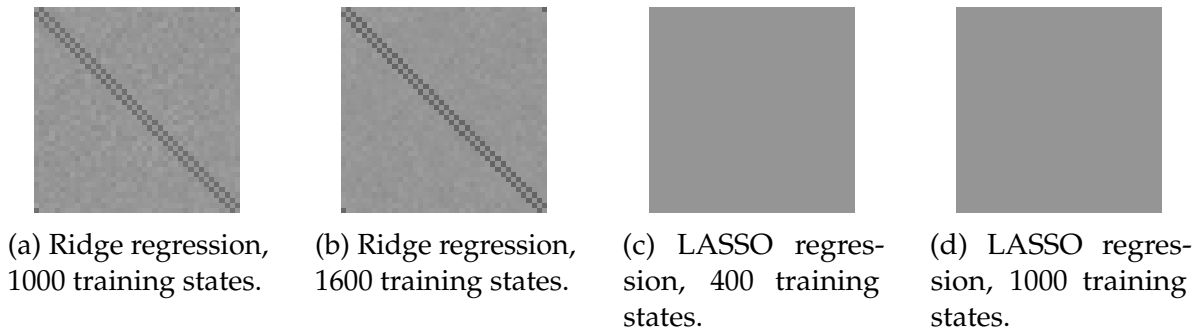 (a) Ridge regression,
1000 training states.
(b) Ridge regression,
1600 training states.
(c) LASSO regres-
sion, 400 training
states.
(d) LASSO regres-
sion, 1000 training
states.